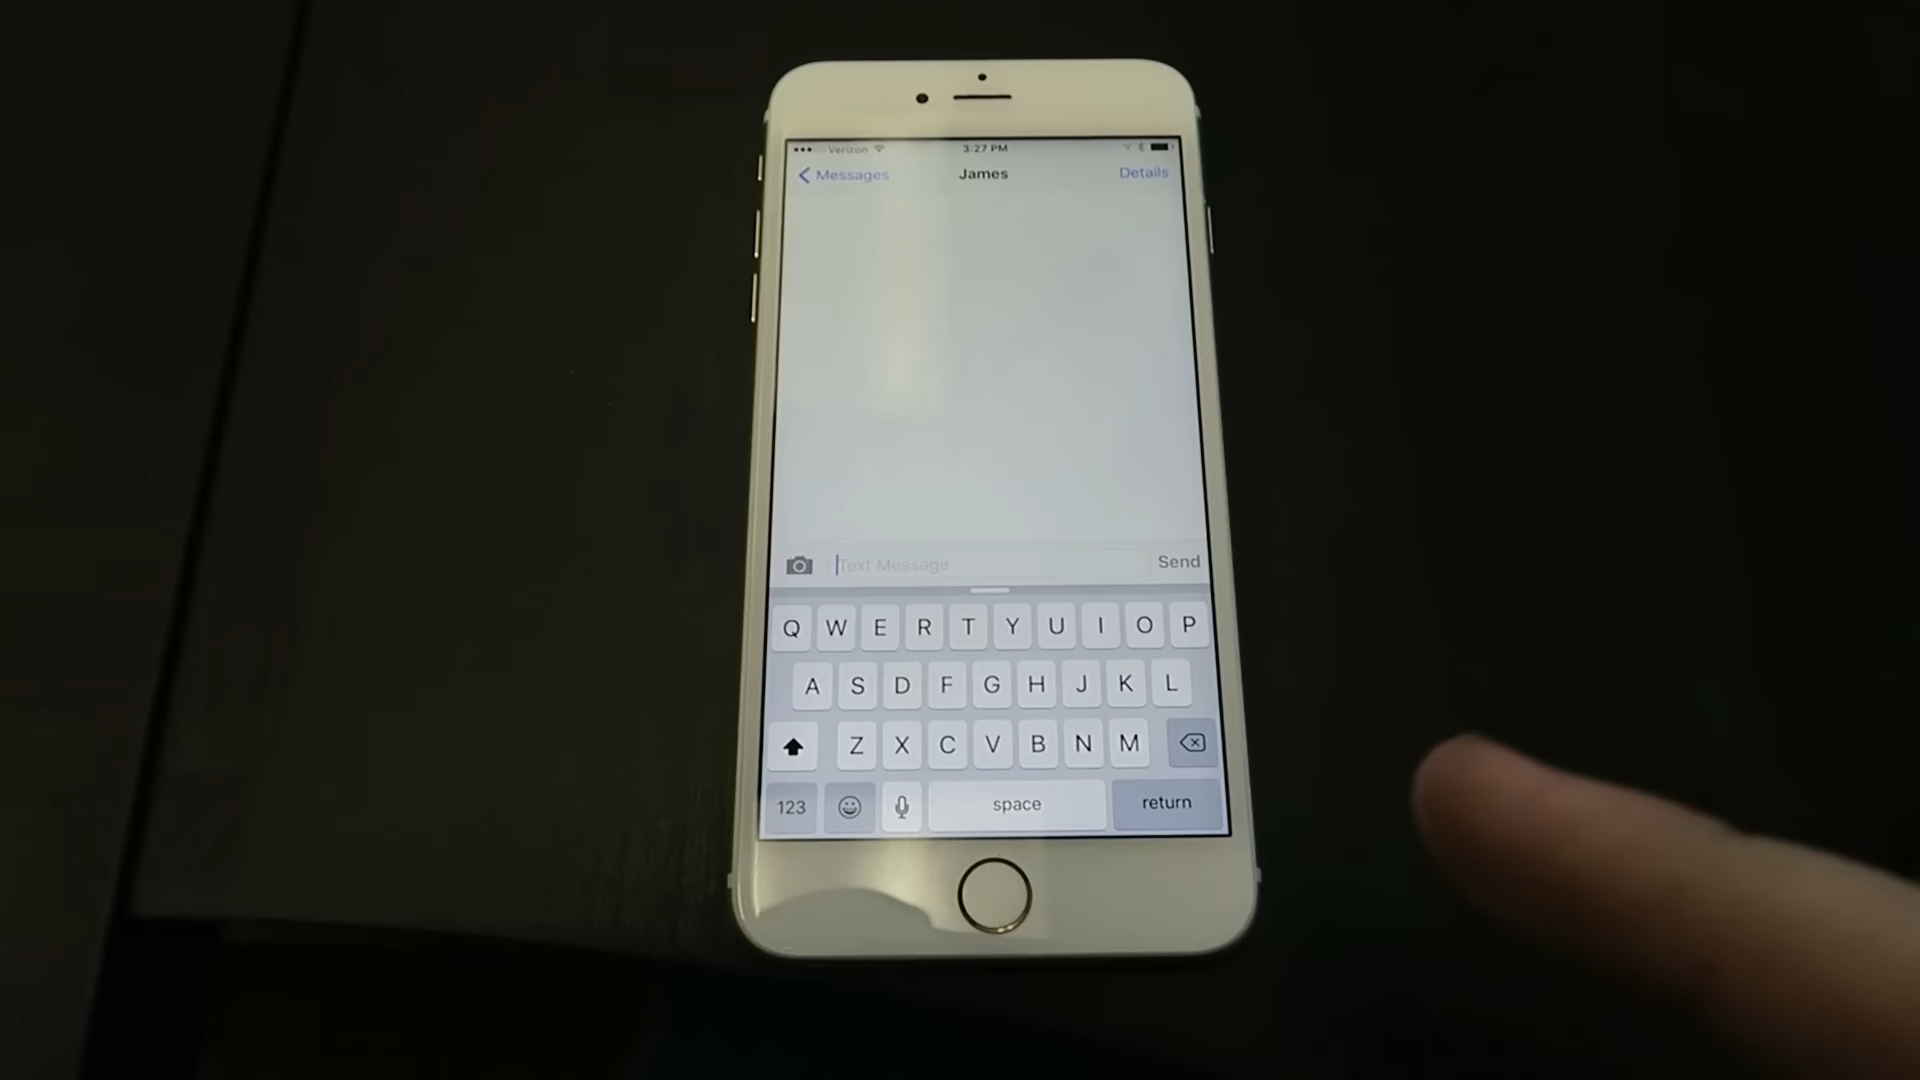 Verizon 3:27 PM
Messages James Details
Text Message Send
Q W E R T Y U I O P
A S D F G H J K L
Z X C V B N M
123 space return